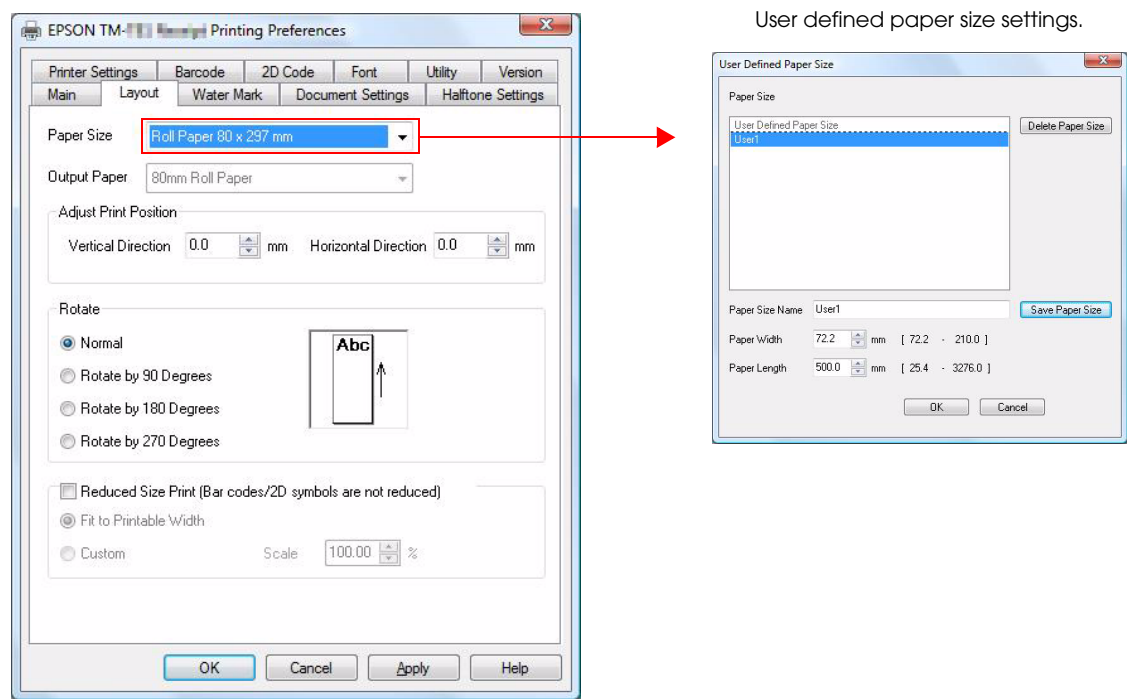 EPSON TM- Printing Preferences
Printer Settings Barcode 2D Code Font Utility Version
Main Layout Water Mark Document Settings Halftone Settings
Paper Size Roll Paper 80 x 297 mm
Output Paper 80mm Roll Paper
Adjust Print Position
Vertical Direction 0.0 mm Horizontal Direction 0.0 mm
Rotate
Normal
Rotate by 90 Degrees
Rotate by 180 Degrees
Rotate by 270 Degrees
Abc
Reduced Size Print (Bar codes/2D symbols are not reduced)
Fit to Printable Width
Custom Scale 100.00 %
OK Cancel Apply Help
User defined paper size settings.
User Defined Paper Size
Paper Size
User Defined Paper Size
User1
Delete Paper Size
Paper Size Name User1 Save Paper Size
Paper Width 72.2 mm [ 72.2 - 210.0 ]
Paper Length 500.0 mm [ 25.4 - 3276.0 ]
OK Cancel